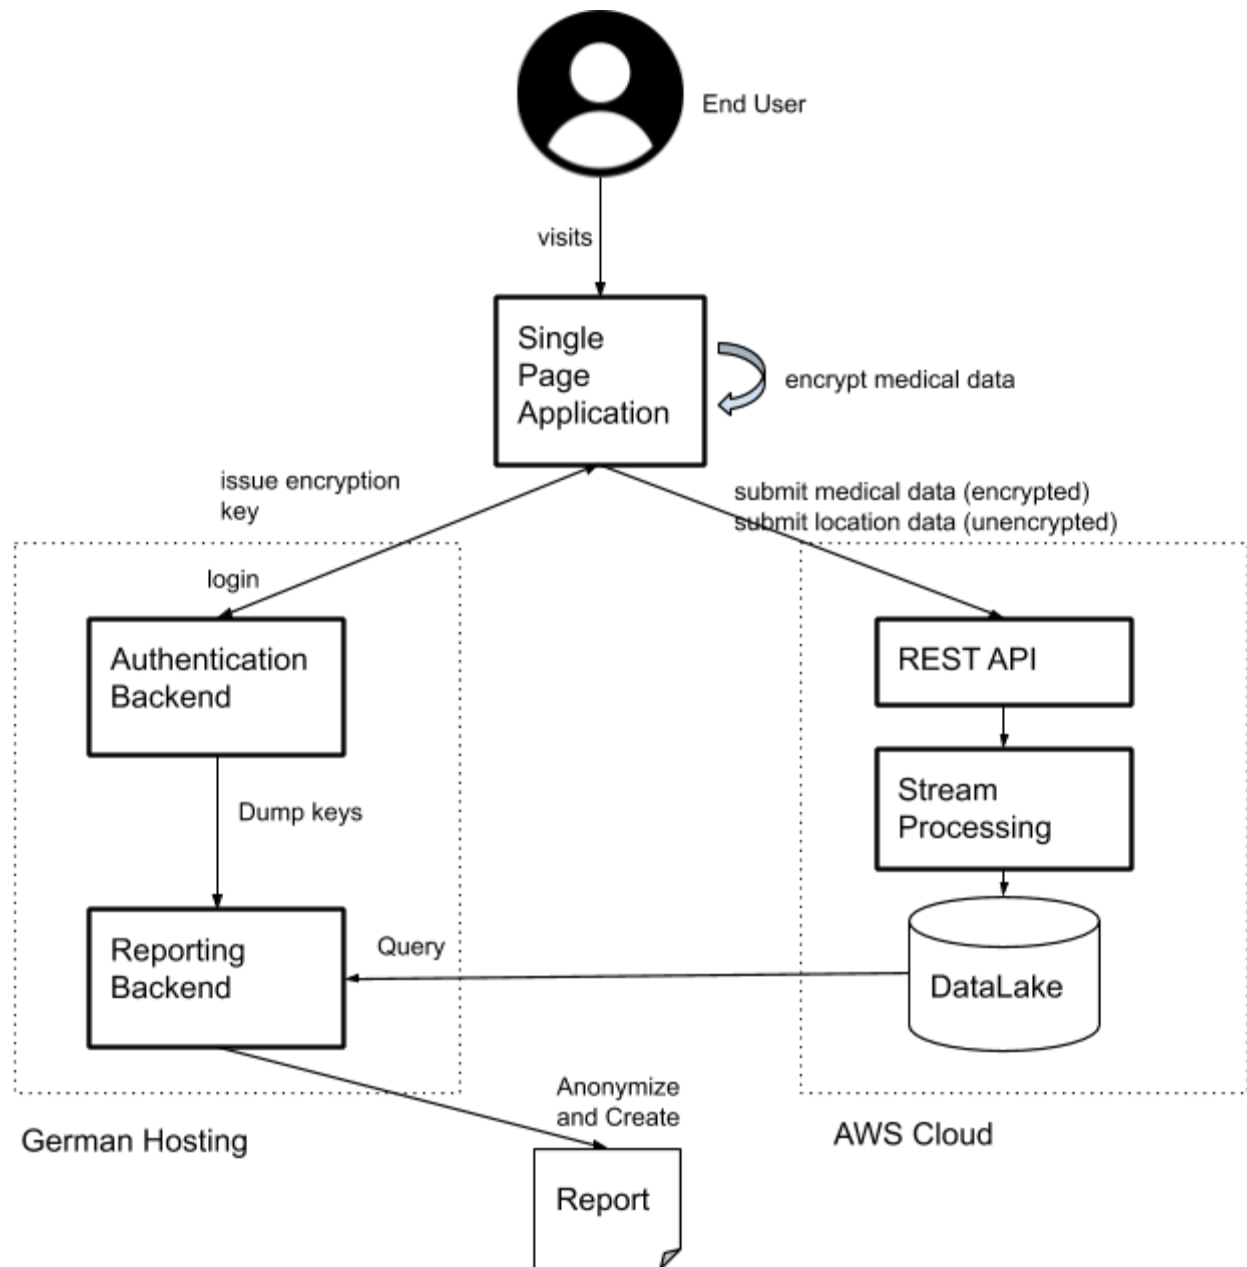 End User
visits
Single
Page
Application
encrypt medical data
issue encryption
key
submit medical data (encrypted)
submit location data (unencrypted)
login
Authentication
Backend
REST API
Dump keys
Stream
Processing
Reporting
Backend
Query
DataLake
Anonymize
and Create
German Hosting
AWS Cloud
Report